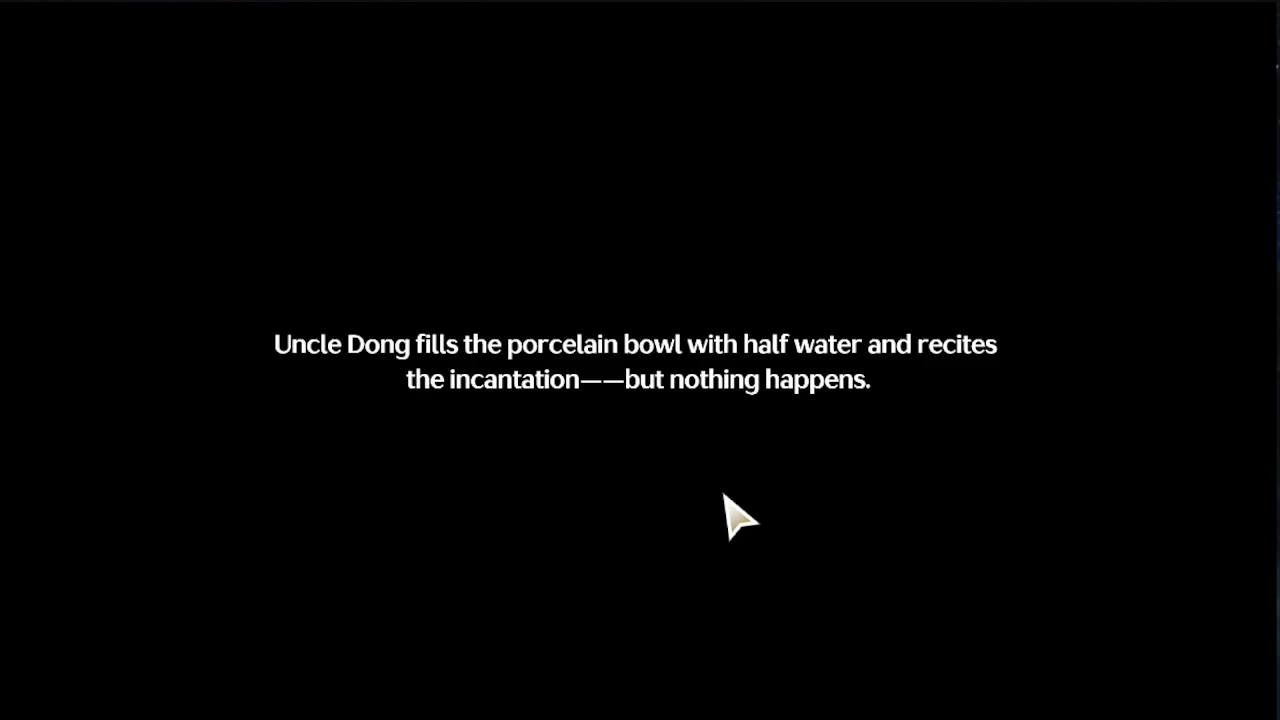 Uncle Dong fills the porcelain bowl with half water and recites
the incantation——but nothing happens.